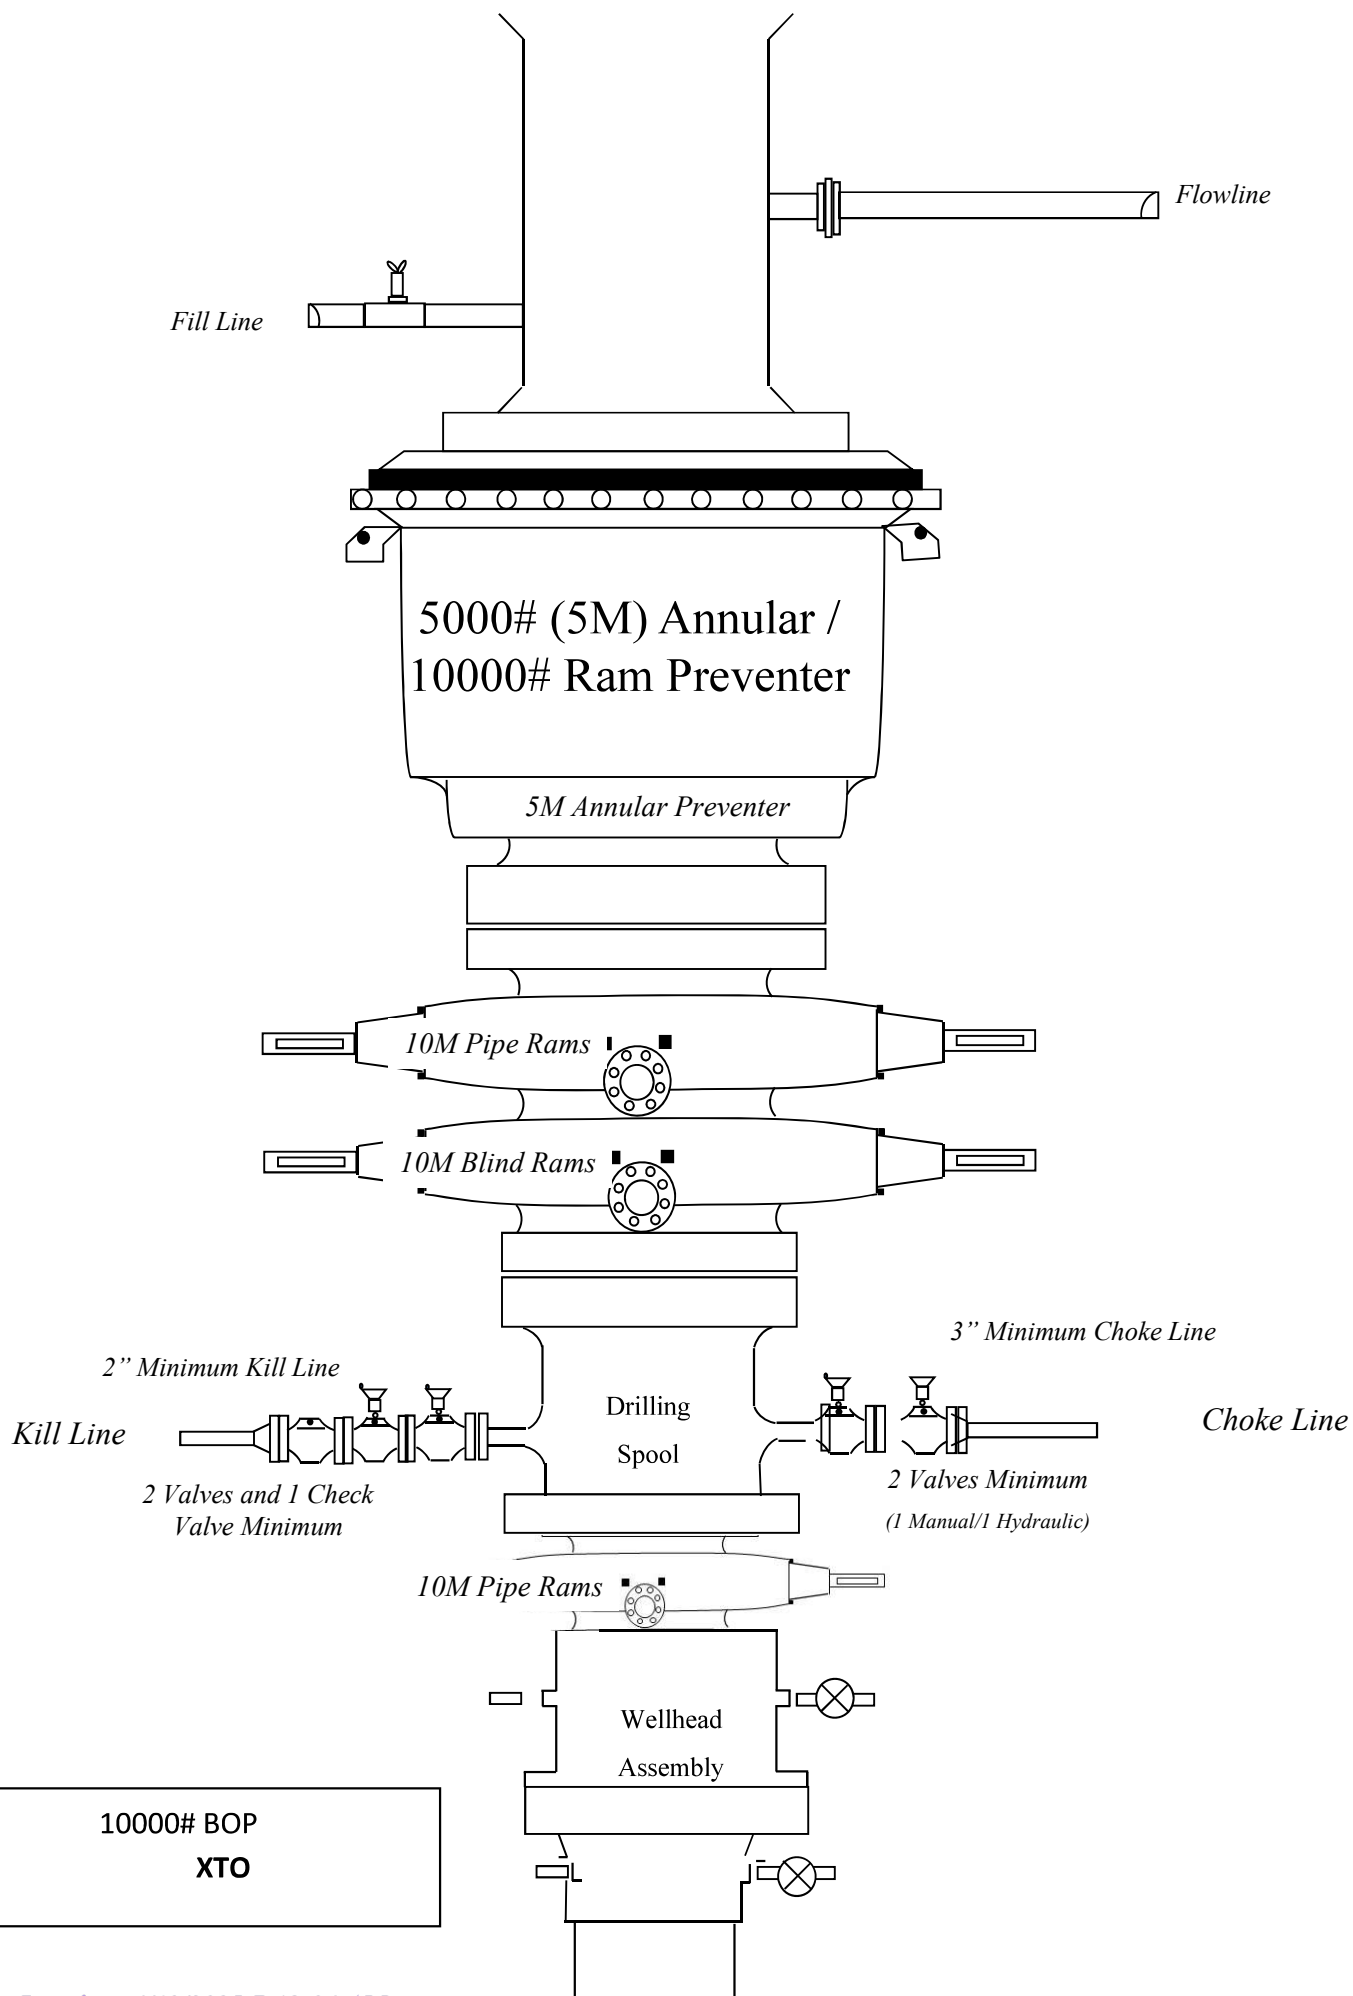 Flowline
Fill Line
5000# (5M) Annular /
10000# Ram Preventer
5M Annular Preventer
10M Pipe Rams
10M Blind Rams
3” Minimum Choke Line
2” Minimum Kill Line
Drilling
Spool
Kill Line
Choke Line
2 Valves and 1 Check
Valve Minimum
2 Valves Minimum
(1 Manual/1 Hydraulic)
10M Pipe Rams
Wellhead
Assembly
10000# BOP
XTO